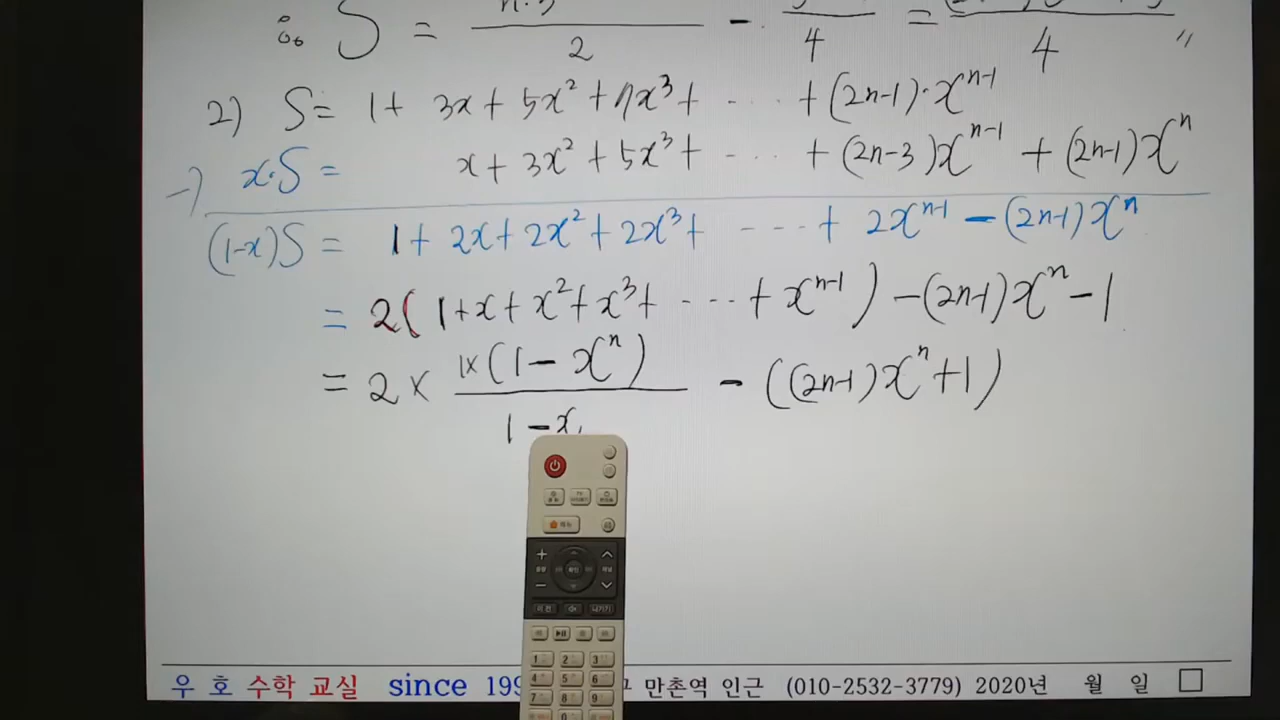 ∴ S = 2 - 4 = 4 〃
2) S = 1 + 3x + 5x² + 7x³ + ... + (2n-1)·xⁿ⁻¹
-) x·S = x + 3x² + 5x³ + ... + (2n-3)xⁿ⁻¹ + (2n-1)xⁿ
(1-x)S = 1 + 2x + 2x² + 2x³ + ... + 2xⁿ⁻¹ - (2n-1)xⁿ
= 2(1 + x + x² + x³ + ... + xⁿ⁻¹) - (2n-1)xⁿ - 1
= 2 × 1×(1 - xⁿ) / 1 - x - ((2n-1)xⁿ + 1)
우 호 수학 교실 since 199 만촌역 인근 (010-2532-3779) 2020년 월 일 □